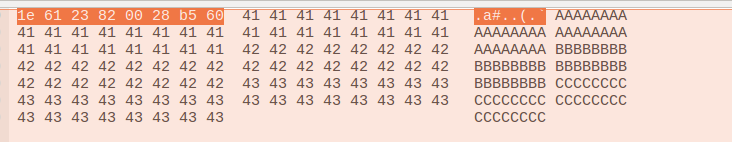 1e 61 23 82 00 28 b5 60 41 41 41 41 41 41 41 41 .a#..(.` AAAAAAAA
41 41 41 41 41 41 41 41 41 41 41 41 41 41 41 41 AAAAAAAA AAAAAAAA
41 41 41 41 41 41 41 41 42 42 42 42 42 42 42 42 AAAAAAAA BBBBBBBB
42 42 42 42 42 42 42 42 42 42 42 42 42 42 42 42 BBBBBBBB BBBBBBBB
42 42 42 42 42 42 42 42 43 43 43 43 43 43 43 43 BBBBBBBB CCCCCCCC
43 43 43 43 43 43 43 43 43 43 43 43 43 43 43 43 CCCCCCCC CCCCCCCC
43 43 43 43 43 43 43 43 CCCCCCCC